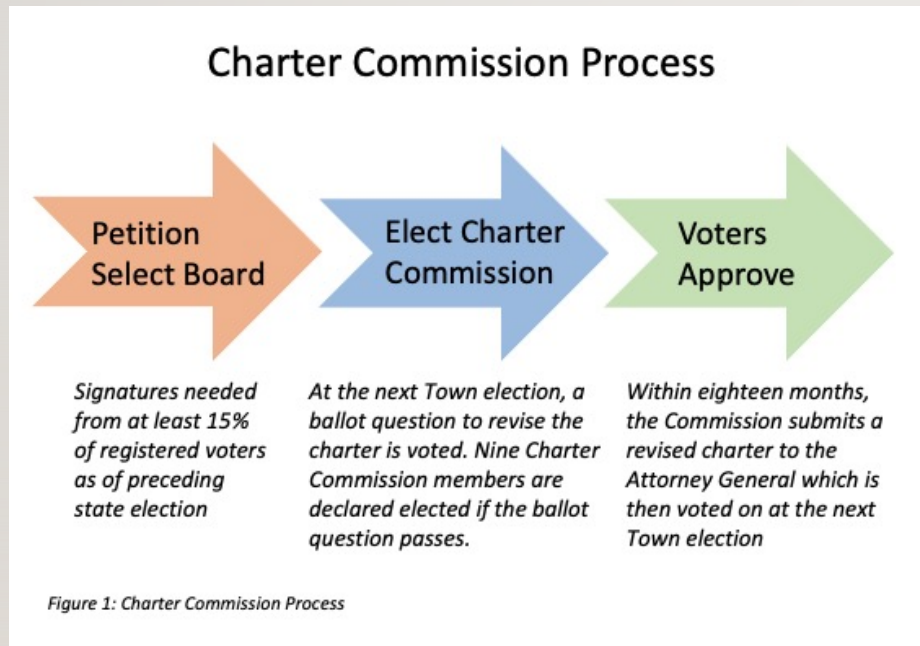 Charter Commission Process
Petition
Select Board
Elect Charter
Commission
Voters
Approve
Signatures needed
from at least 15%
of registered voters
as of preceding
state election
At the next Town election, a
ballot question to revise the
charter is voted. Nine Charter
Commission members are
declared elected if the ballot
question passes.
Within eighteen months,
the Commission submits a
revised charter to the
Attorney General which is
then voted on at the next
Town election
Figure 1: Charter Commission Process